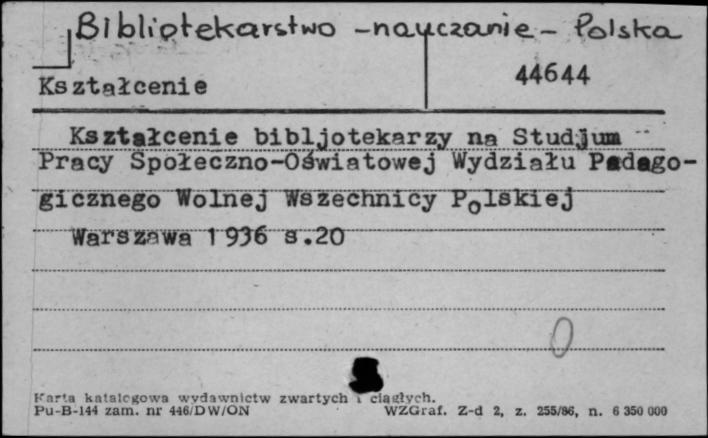 Bibliotekarstwo - nauczanie - Polska
Kształcenie
44644
Kształcenie bibljotekarzy na Studjum
Pracy Społeczno-Oświatowej Wydziału Pedago-
gicznego Wolnej Wszechnicy Polskiej
Warszawa 1936 s.20
0
Karta katalogowa wydawnictw zwartych i ciągłych.
Pu-B-144 zam. nr 446/DW/ON
WZGraf. Z-d 2, z. 255/86, n. 6 350 000